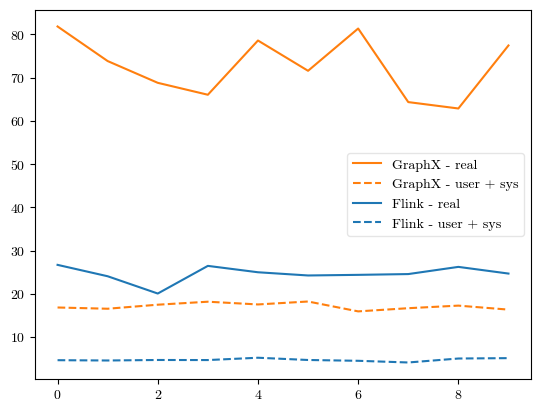 80
70
60
50
40
30
20
10
GraphX - real
GraphX - user + sys
Flink - real
Flink - user + sys
0 2 4 6 8